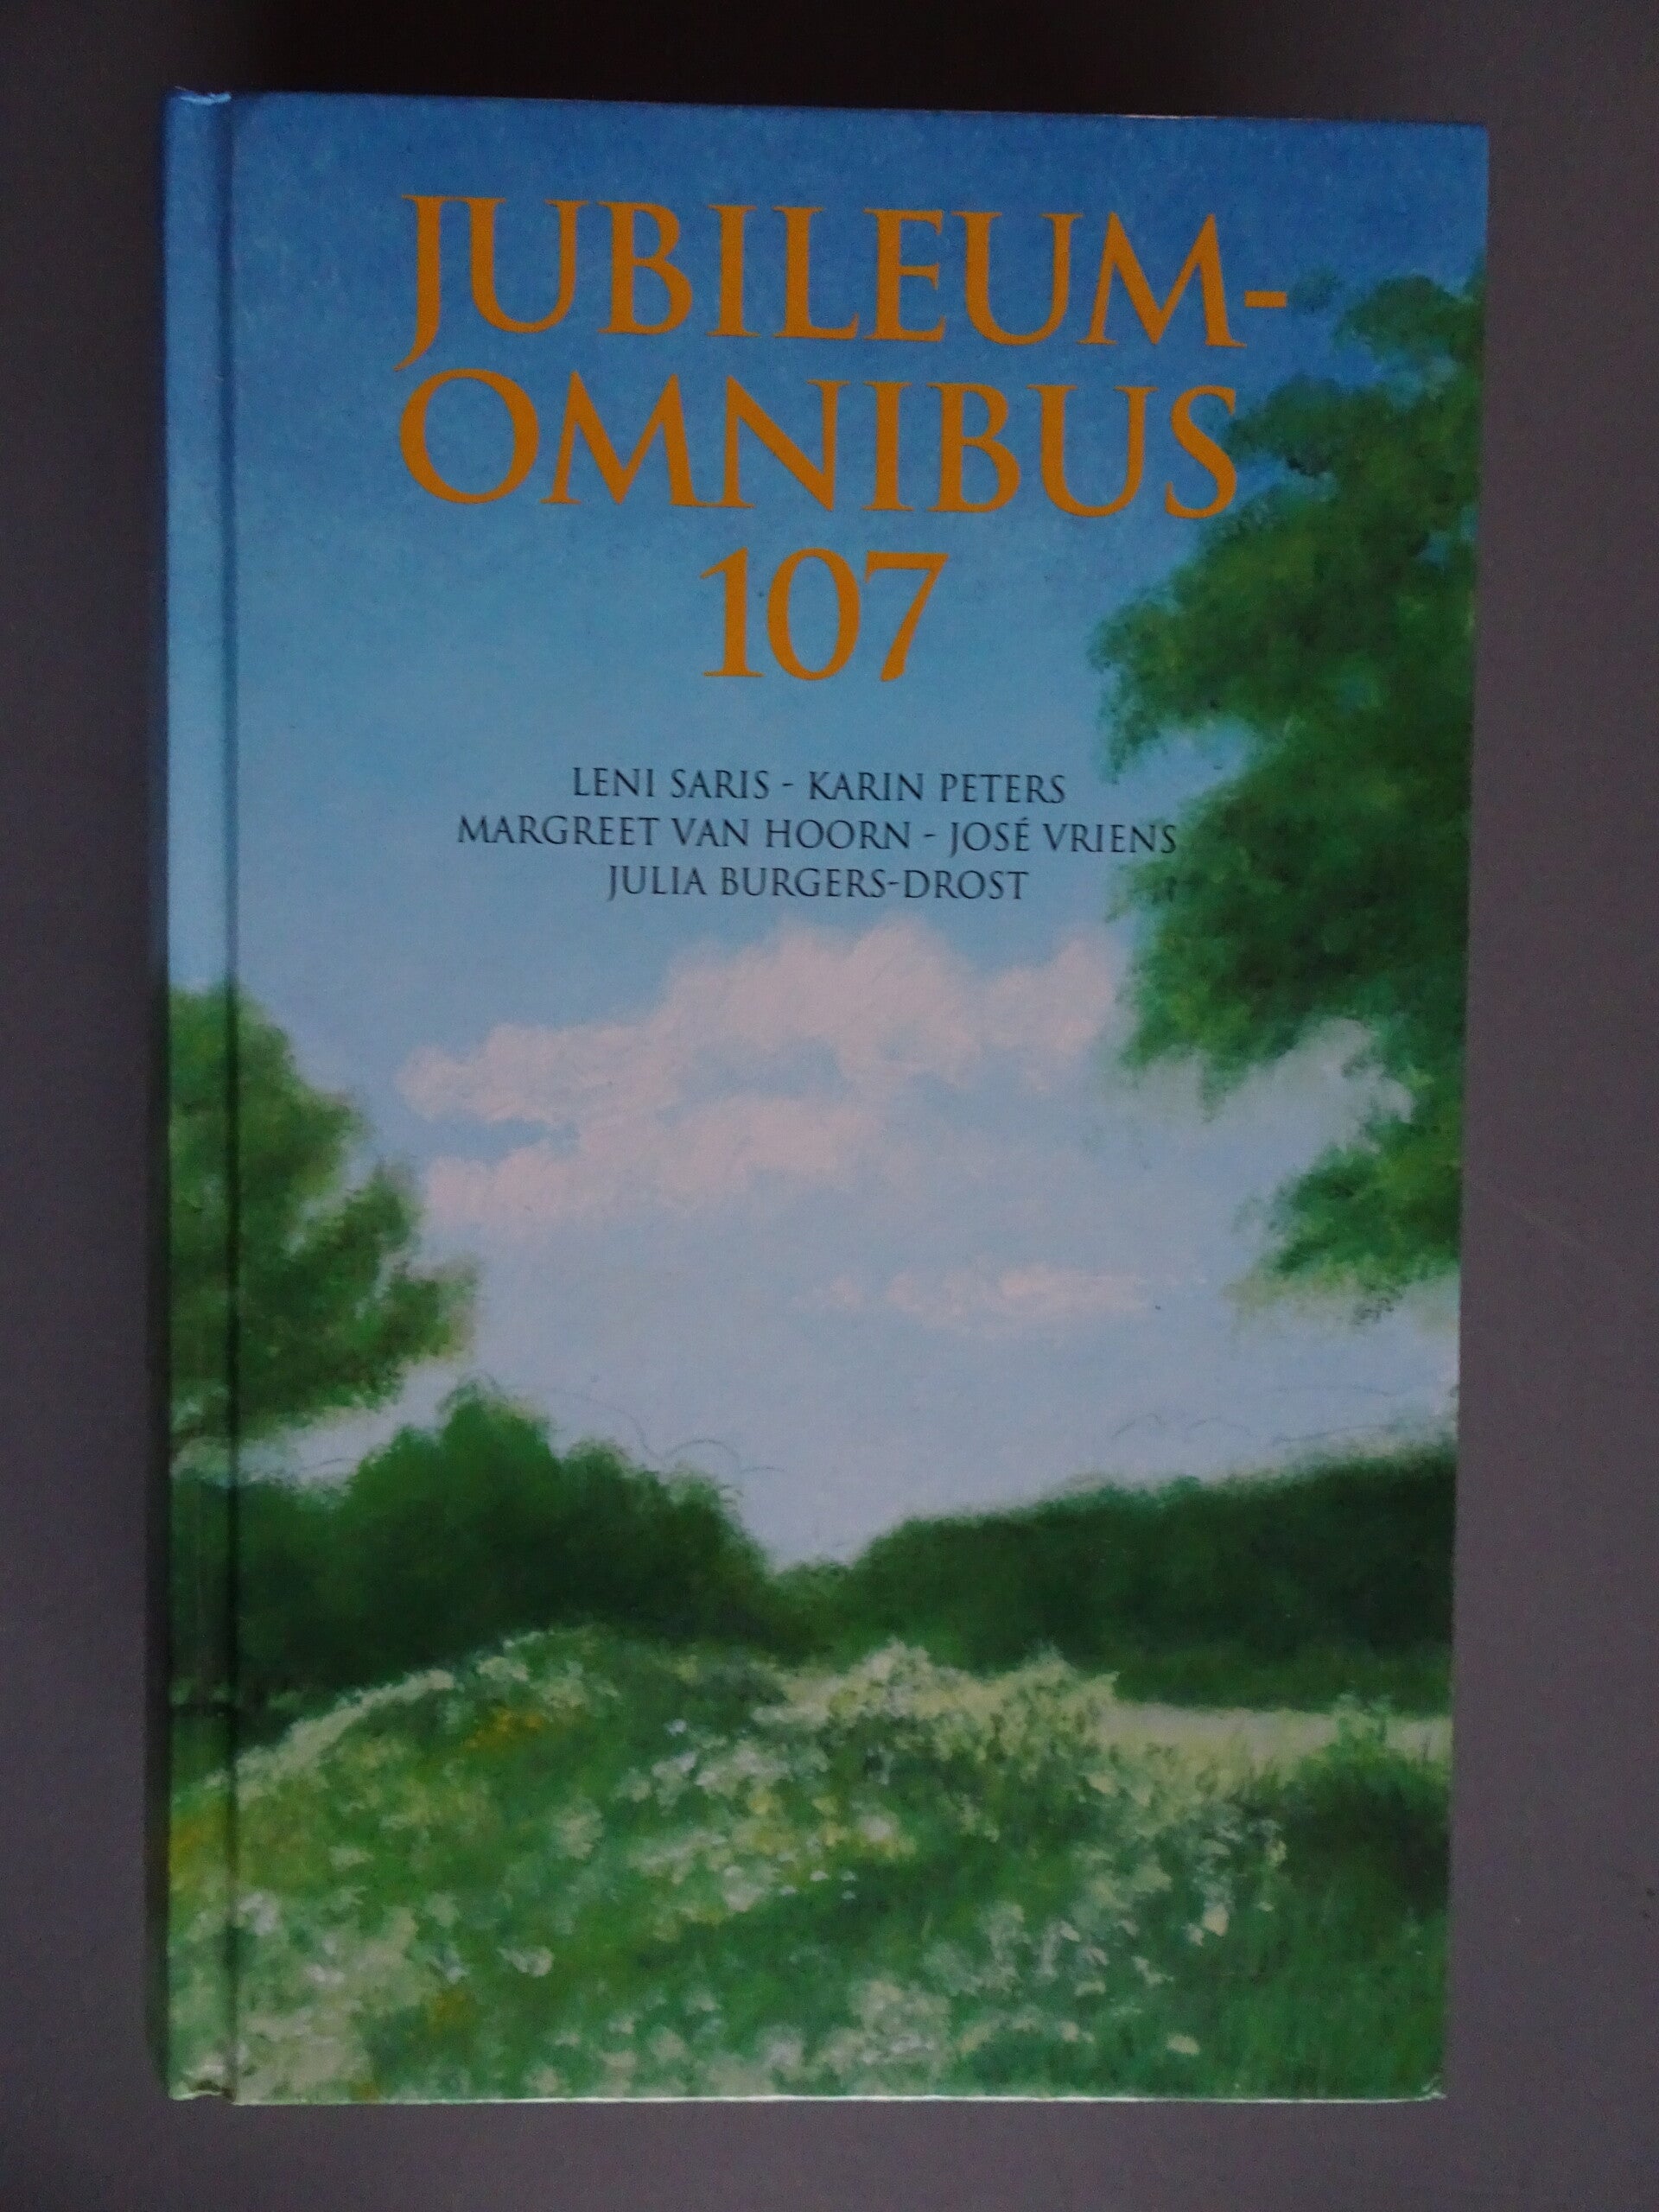 JUBILEUM-
OMNIBUS
107
LENI SARIS - KARIN PETERS
MARGREET VAN HOORN - JOSÉ VRIENS
JULIA BURGERS-DROST